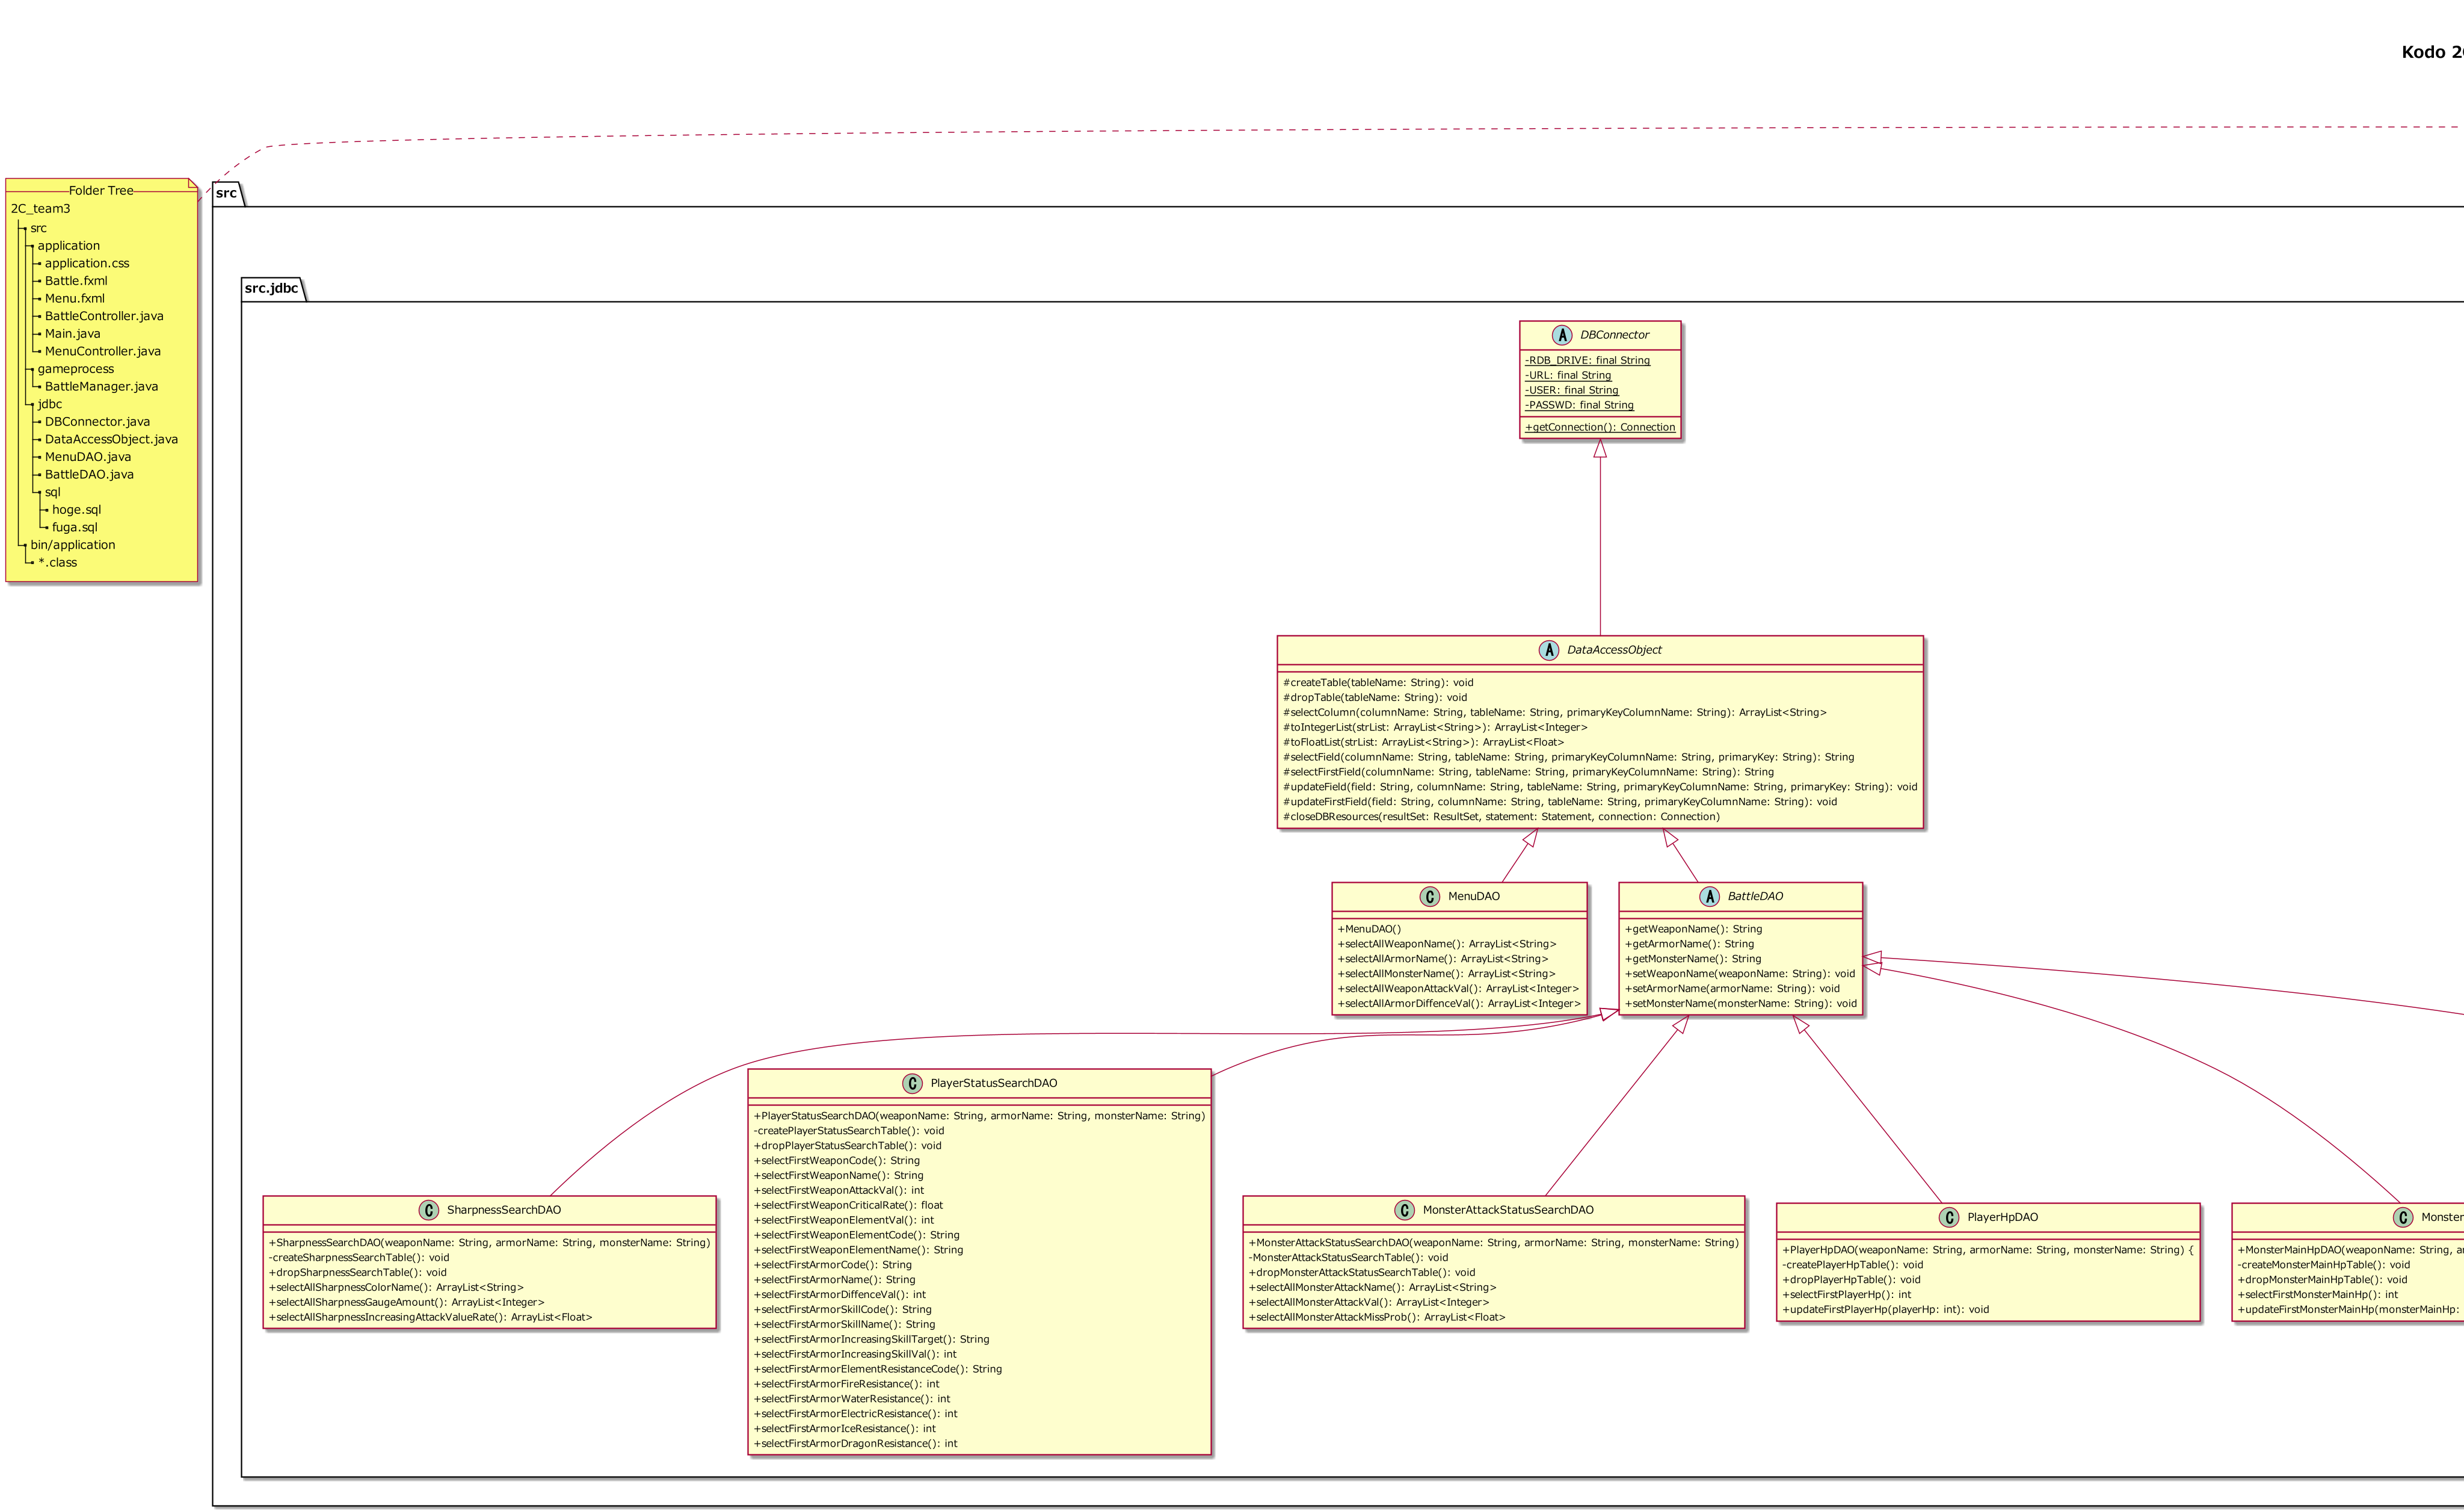 Kodo 2
Folder Tree
2C_team3
src
application
application.css
Battle.fxml
Menu.fxml
BattleController.java
Main.java
MenuController.java
gameprocess
BattleManager.java
jdbc
DBConnector.java
DataAccessObject.java
MenuDAO.java
BattleDAO.java
sql
hoge.sql
fuga.sql
bin/application
*.class
src
src.jdbc
A DBConnector
-RDB_DRIVE: final String
-URL: final String
-USER: final String
-PASSWD: final String
+getConnection(): Connection
A DataAccessObject
#createTable(tableName: String): void
#dropTable(tableName: String): void
#selectColumn(columnName: String, tableName: String, primaryKeyColumnName: String): ArrayList<String>
#toIntegerList(strList: ArrayList<String>): ArrayList<Integer>
#toFloatList(strList: ArrayList<String>): ArrayList<Float>
#selectField(columnName: String, tableName: String, primaryKeyColumnName: String, primaryKey: String): String
#selectFirstField(columnName: String, tableName: String, primaryKeyColumnName: String): String
#updateField(field: String, columnName: String, tableName: String, primaryKeyColumnName: String, primaryKey: String): void
#updateFirstField(field: String, columnName: String, tableName: String, primaryKeyColumnName: String): void
#closeDBResources(resultSet: ResultSet, statement: Statement, connection: Connection)
C MenuDAO
+MenuDAO()
+selectAllWeaponName(): ArrayList<String>
+selectAllArmorName(): ArrayList<String>
+selectAllMonsterName(): ArrayList<String>
+selectAllWeaponAttackVal(): ArrayList<Integer>
+selectAllArmorDiffenceVal(): ArrayList<Integer>
A BattleDAO
+getWeaponName(): String
+getArmorName(): String
+getMonsterName(): String
+setWeaponName(weaponName: String): void
+setArmorName(armorName: String): void
+setMonsterName(monsterName: String): void
C SharpnessSearchDAO
+SharpnessSearchDAO(weaponName: String, armorName: String, monsterName: String)
-createSharpnessSearchTable(): void
+dropSharpnessSearchTable(): void
+selectAllSharpnessColorName(): ArrayList<String>
+selectAllSharpnessGaugeAmount(): ArrayList<Integer>
+selectAllSharpnessIncreasingAttackValueRate(): ArrayList<Float>
C PlayerStatusSearchDAO
+PlayerStatusSearchDAO(weaponName: String, armorName: String, monsterName: String)
-createPlayerStatusSearchTable(): void
+dropPlayerStatusSearchTable(): void
+selectFirstWeaponCode(): String
+selectFirstWeaponName(): String
+selectFirstWeaponAttackVal(): int
+selectFirstWeaponCriticalRate(): float
+selectFirstWeaponElementVal(): int
+selectFirstWeaponElementCode(): String
+selectFirstWeaponElementName(): String
+selectFirstArmorCode(): String
+selectFirstArmorName(): String
+selectFirstArmorDiffenceVal(): int
+selectFirstArmorSkillCode(): String
+selectFirstArmorSkillName(): String
+selectFirstArmorIncreasingSkillTarget(): String
+selectFirstArmorIncreasingSkillVal(): int
+selectFirstArmorElementResistanceCode(): String
+selectFirstArmorFireResistance(): int
+selectFirstArmorWaterResistance(): int
+selectFirstArmorElectricResistance(): int
+selectFirstArmorIceResistance(): int
+selectFirstArmorDragonResistance(): int
C MonsterAttackStatusSearchDAO
+MonsterAttackStatusSearchDAO(weaponName: String, armorName: String, monsterName: String)
-MonsterAttackStatusSearchTable(): void
+dropMonsterAttackStatusSearchTable(): void
+selectAllMonsterAttackName(): ArrayList<String>
+selectAllMonsterAttackVal(): ArrayList<Integer>
+selectAllMonsterAttackMissProb(): ArrayList<Float>
C PlayerHpDAO
+PlayerHpDAO(weaponName: String, armorName: String, monsterName: String) {
-createPlayerHpTable(): void
+dropPlayerHpTable(): void
+selectFirstPlayerHp(): int
+updateFirstPlayerHp(playerHp: int): void
C Monster
+MonsterMainHpDAO(weaponName: String, a
-createMonsterMainHpTable(): void
+dropMonsterMainHpTable(): void
+selectFirstMonsterMainHp(): int
+updateFirstMonsterMainHp(monsterMainHp: